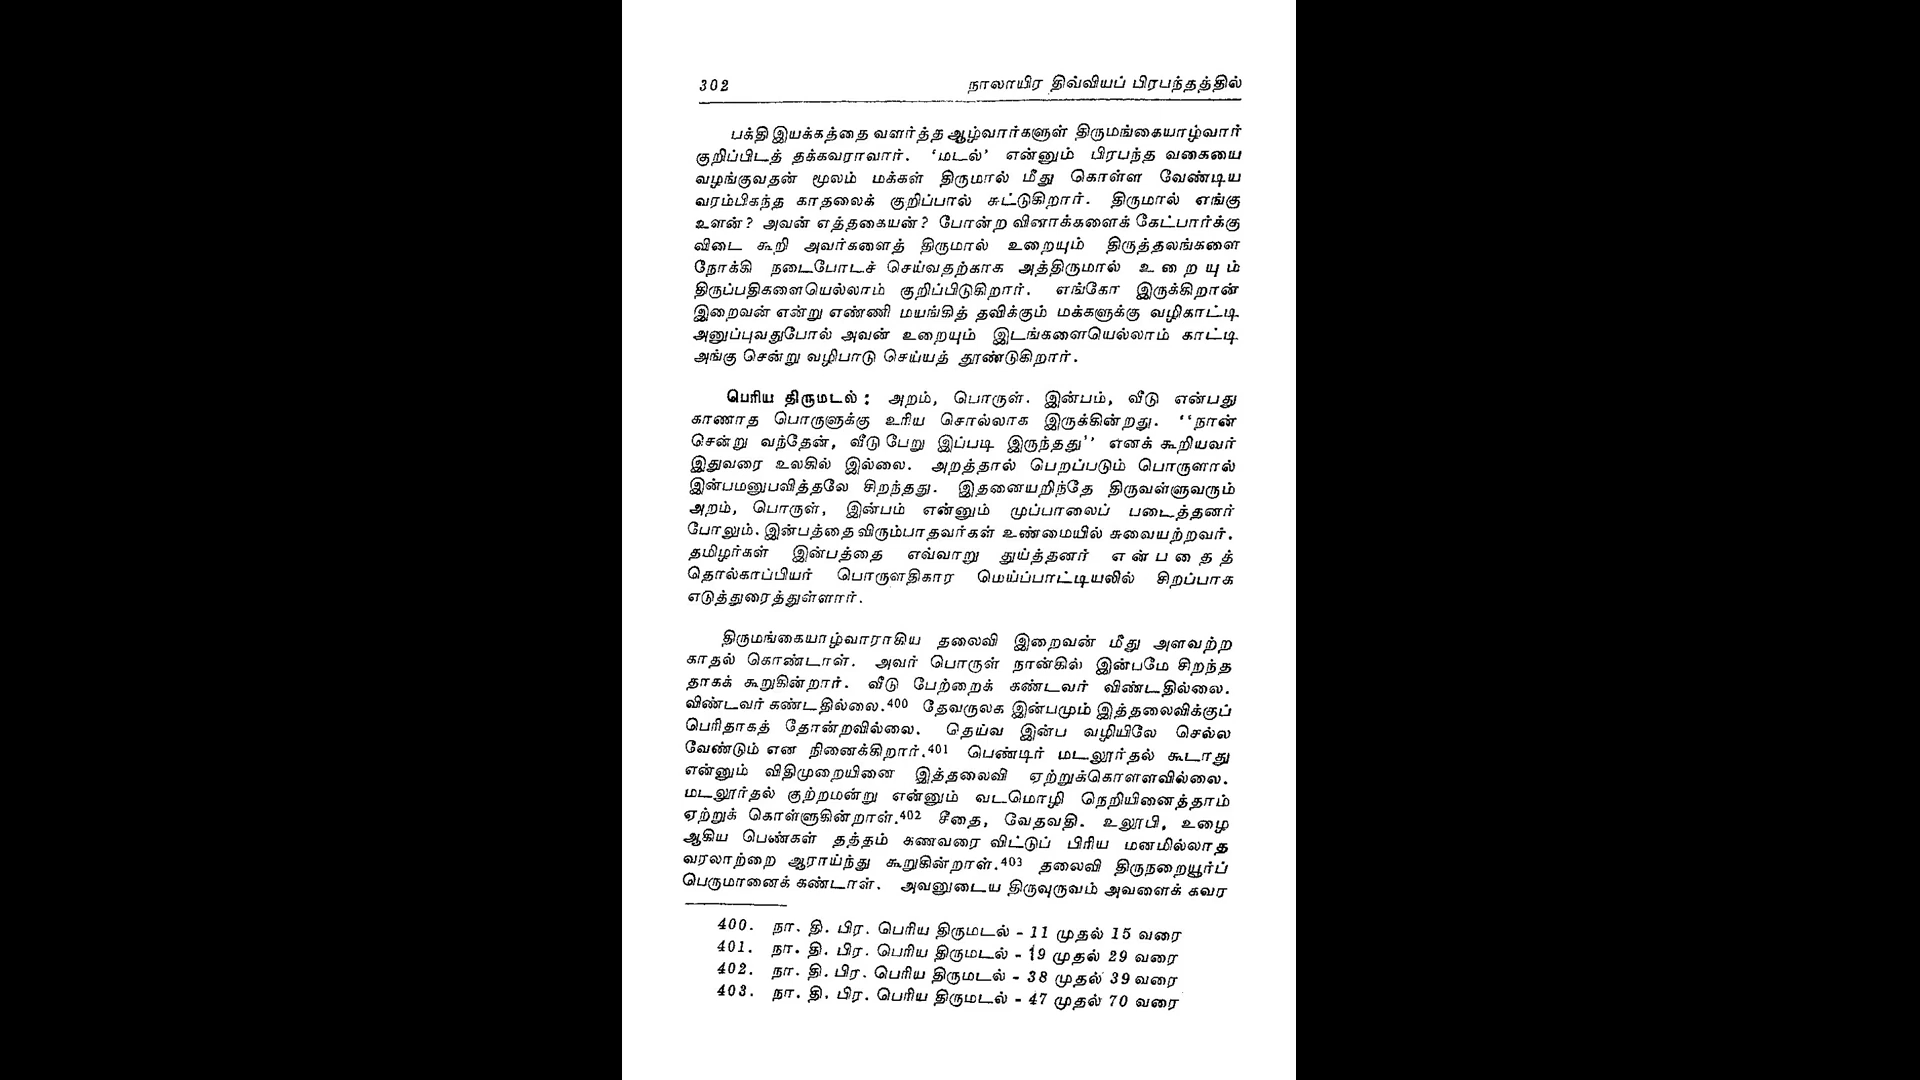 302 நாலாயிர திவ்வியப் பிரபந்தத்தில்
பக்தி இயக்கத்தை வளர்த்த ஆழ்வார்களுள் திருமங்கையாழ்வார்
குறிப்பிடத் தக்கவராவார். ‘மடல்’ என்னும் பிரபந்த வகையை
வழங்குவதன் மூலம் மக்கள் திருமால் மீது கொள்ள வேண்டிய
வரம்பிகந்த காதலைக் குறிப்பால் சுட்டுகிறார். திருமால் எங்கு
உளன்? அவன் எத்தகையன்? போன்ற வினாக்களைக் கேட்பார்க்கு
விடை கூறி அவர்களைத் திருமால் உறையும் திருத்தலங்களை
நோக்கி நடைபோடச் செய்வதற்காக அத்திருமால் உ றை யு ம்
திருப்பதிகளையெல்லாம் குறிப்பிடுகிறார். எங்கோ இருக்கிறான்
இறைவன் என்று எண்ணி மயங்கித் தவிக்கும் மக்களுக்கு வழிகாட்டி
அனுப்புவதுபோல் அவன் உறையும் இடங்களையெல்லாம் காட்டி
அங்கு சென்று வழிபாடு செய்யத் தூண்டுகிறார்.
பெரிய திருமடல் : அறம், பொருள். இன்பம், வீடு என்பது
காணாத பொருளுக்கு உரிய சொல்லாக இருக்கின்றது. ‘‘நான்
சென்று வந்தேன், வீடு பேறு இப்படி இருந்தது’’ எனக் கூறியவர்
இதுவரை உலகில் இல்லை. அறத்தால் பெறப்படும் பொருளால்
இன்பமனுபவித்தலே சிறந்தது. இதனையறிந்தே திருவள்ளுவரும்
அறம், பொருள், இன்பம் என்னும் முப்பாலைப் படைத்தனர்
போலும். இன்பத்தை விரும்பாதவர்கள் உண்மையில் சுவையற்றவர்.
தமிழர்கள் இன்பத்தை எவ்வாறு துய்த்தனர் எ ன் ப தை த்
தொல்காப்பியர் பொருளதிகார மெய்ப்பாட்டியலில் சிறப்பாக
எடுத்துரைத்துள்ளார்.
திருமங்கையாழ்வாராகிய தலைவி இறைவன் மீது அளவற்ற
காதல் கொண்டாள். அவர் பொருள் நான்கில் இன்பமே சிறந்த
தாகக் கூறுகின்றார். வீடு பேற்றைக் கண்டவர் விண்டதில்லை.
விண்டவர் கண்டதில்லை.400 தேவருலக இன்பமும் இத்தலைவிக்குப்
பெரிதாகத் தோன்றவில்லை. தெய்வ இன்ப வழியிலே செல்ல
வேண்டும் என நினைக்கிறார்.401 பெண்டிர் மடலூர்தல் கூடாது
என்னும் விதிமுறையினை இத்தலைவி ஏற்றுக்கொளளவில்லை.
மடலூர்தல் குற்றமன்று என்னும் வடமொழி நெறியினைத்தாம்
ஏற்றுக் கொள்ளுகின்றாள்.402 சீதை, வேதவதி. உலூபி, உழை
ஆகிய பெண்கள் தத்தம் கணவரை விட்டுப் பிரிய மனமில்லாத
வரலாற்றை ஆராய்ந்து கூறுகின்றாள்.403 தலைவி திருநறையூர்ப்
பெருமானைக் கண்டாள். அவனுடைய திருவுருவம் அவளைக் கவர
400. நா. தி. பிர. பெரிய திருமடல் - 11 முதல் 15 வரை
401. நா. தி. பிர. பெரிய திருமடல் - 19 முதல் 29 வரை
402. நா. தி. பிர. பெரிய திருமடல் - 38 முதல் 39 வரை
403. நா. தி. பிர. பெரிய திருமடல் - 47 முதல் 70 வரை